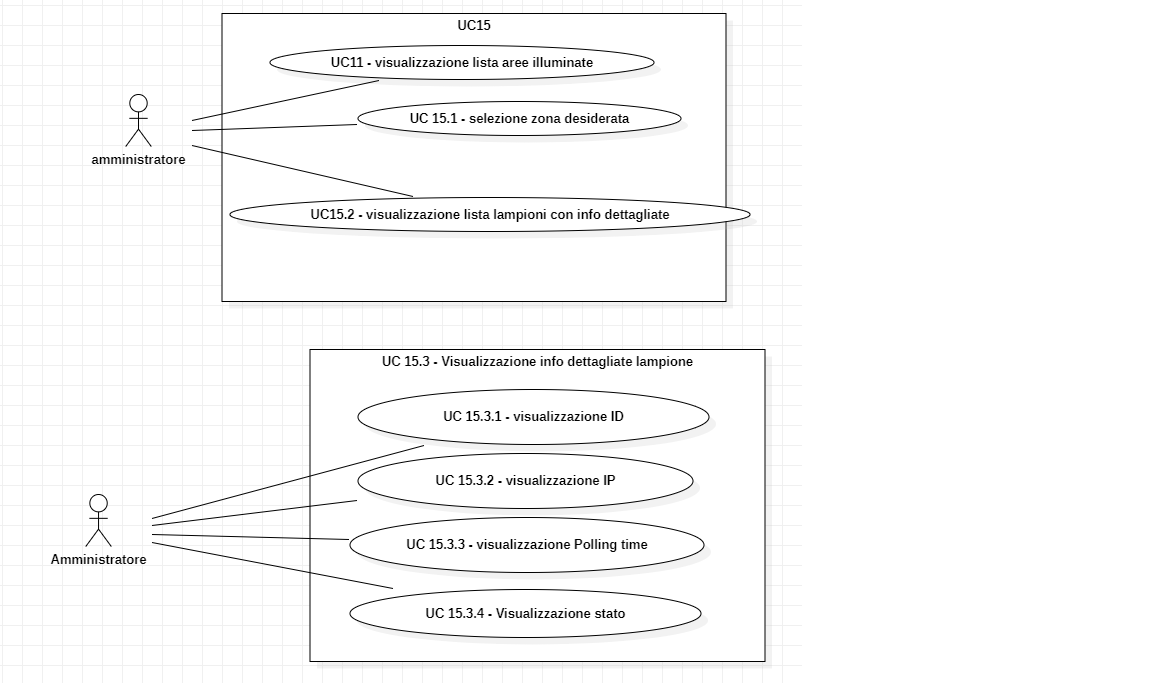 UC15
UC11 - visualizzazione lista aree illuminate
UC 15.1 - selezione zona desiderata
amministratore
UC15.2 - visualizzazione lista lampioni con info dettagliate
UC 15.3 - Visualizzazione info dettagliate lampione
UC 15.3.1 - visualizzazione ID
UC 15.3.2 - visualizzazione IP
UC 15.3.3 - visualizzazione Polling time
Amministratore
UC 15.3.4 - Visualizzazione stato